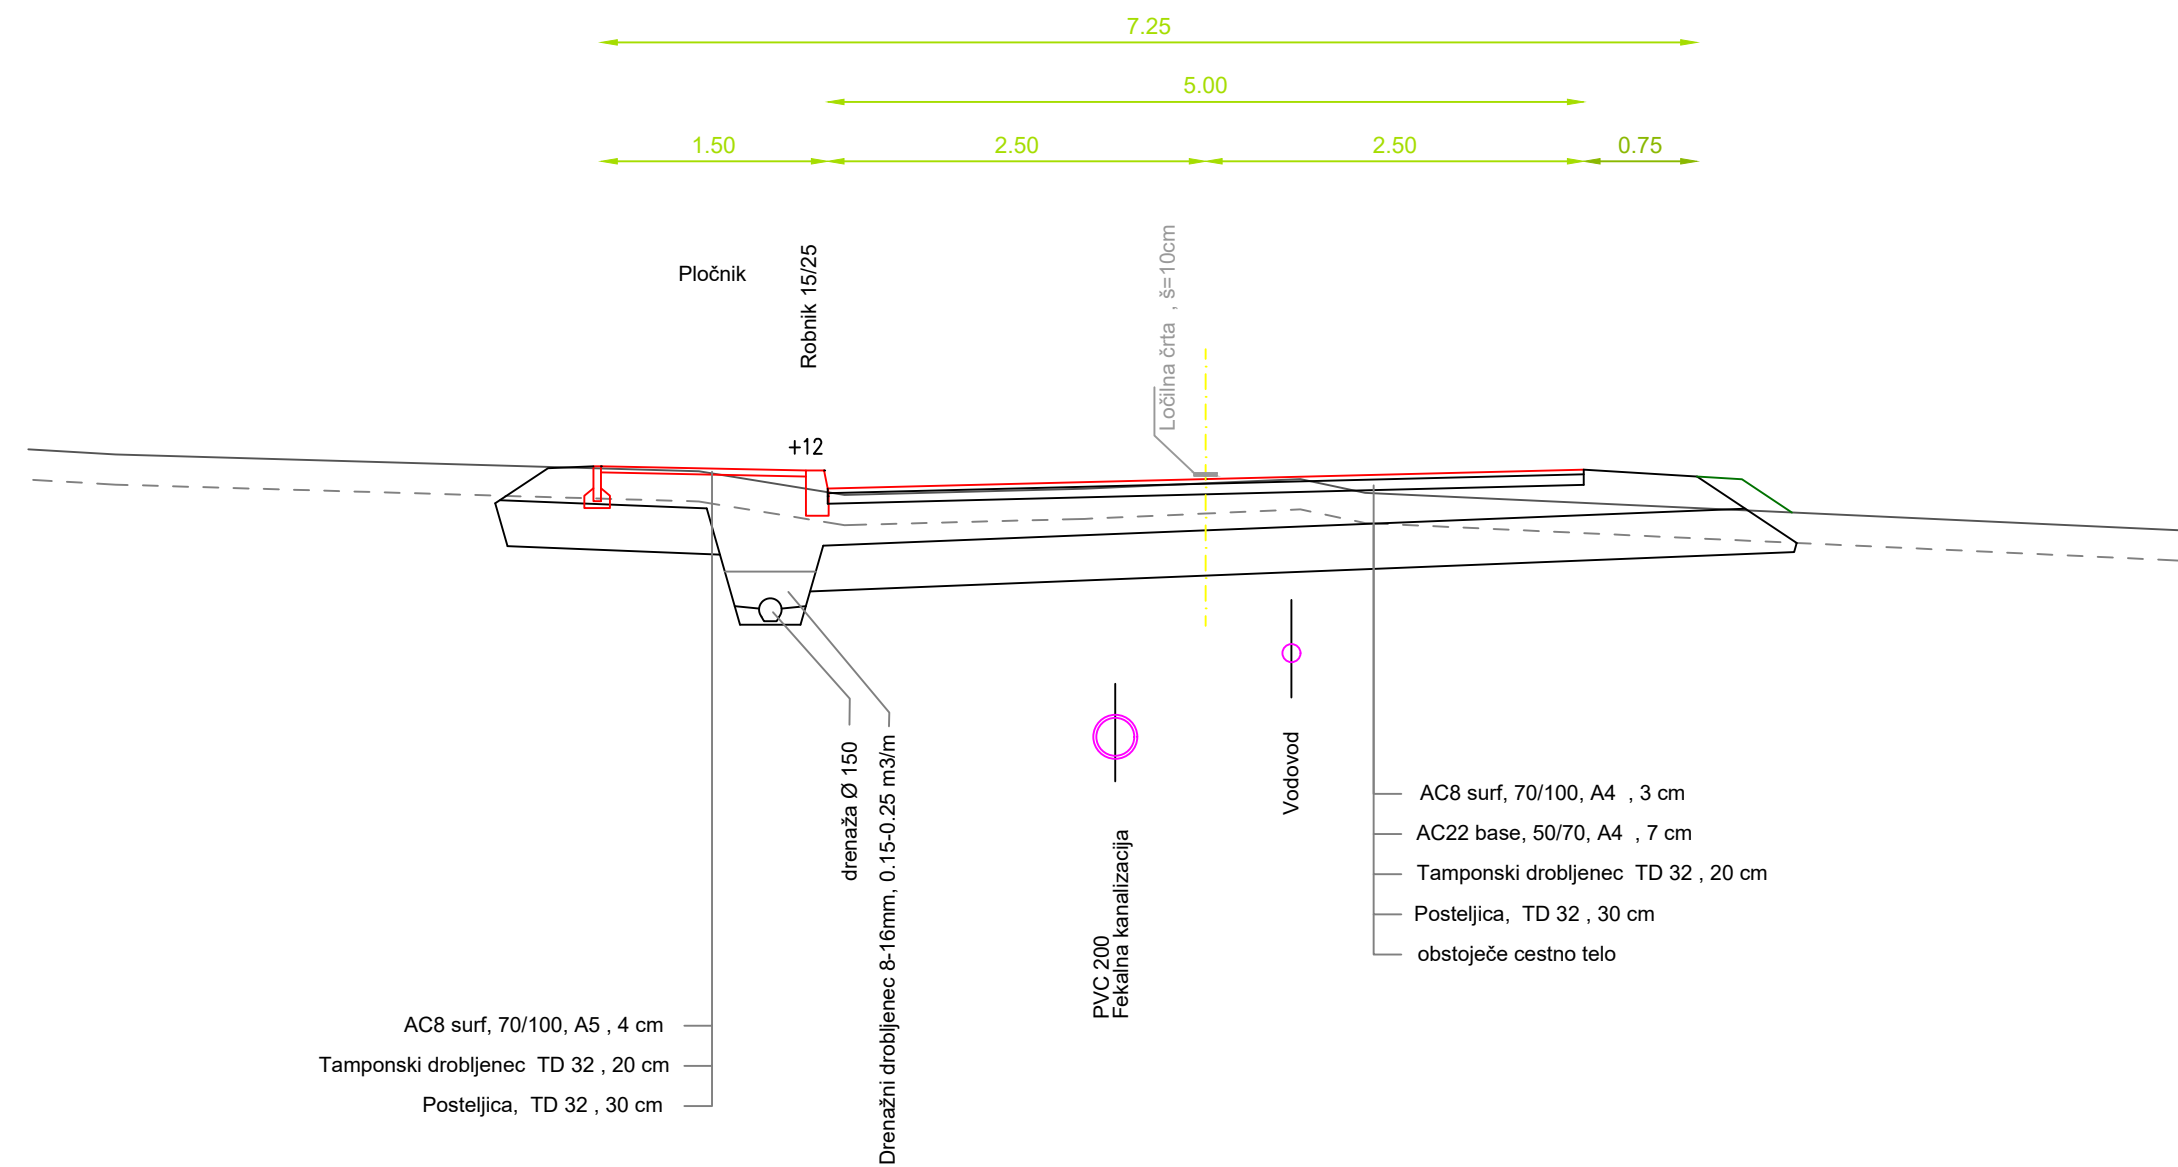 7.25
5.00
1.50
2.50
2.50
0.75
Pločnik
Robnik 15/25
Ločilna črta , š=10cm
+12
drenaža Ø 150
Drenažni drobljenec 8-16mm, 0.15-0.25 m3/m
PVC 200
Fekalna kanalizacija
Vodovod
AC8 surf, 70/100, A4 , 3 cm
AC22 base, 50/70, A4 , 7 cm
Tamponski drobljenec TD 32 , 20 cm
Posteljica, TD 32 , 30 cm
obstoječe cestno telo
AC8 surf, 70/100, A5 , 4 cm
Tamponski drobljenec TD 32 , 20 cm
Posteljica, TD 32 , 30 cm